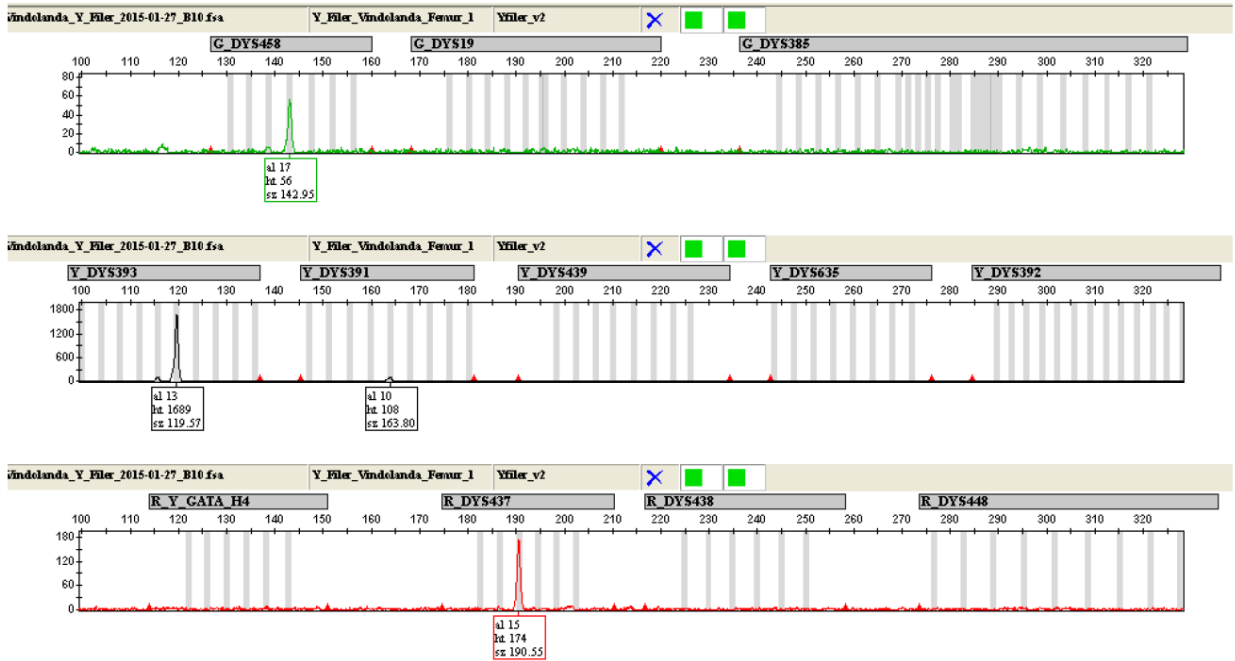 Vindolanda_Y_Filer_2015-01-27_B10.fsa Y_Filer_Vindolanda_Femur_1 Yfiler_v2
G_DYS458 G_DYS19 G_DYS385
100 110 120 130 140 150 160 170 180 190 200 210 220 230 240 250 260 270 280 290 300 310 320
80
60
40
20
0
al 17
ht 56
sz 142.95
Vindolanda_Y_Filer_2015-01-27_B10.fsa Y_Filer_Vindolanda_Femur_1 Yfiler_v2
Y_DYS393 Y_DYS391 Y_DYS439 Y_DYS635 Y_DYS392
100 110 120 130 140 150 160 170 180 190 200 210 220 230 240 250 260 270 280 290 300 310 320
1800
1200
600
0
al 13 al 10
ht 1689 ht 108
sz 119.57 sz 163.80
Vindolanda_Y_Filer_2015-01-27_B10.fsa Y_Filer_Vindolanda_Femur_1 Yfiler_v2
R_Y_GATA_H4 R_DYS437 R_DYS438 R_DYS448
100 110 120 130 140 150 160 170 180 190 200 210 220 230 240 250 260 270 280 290 300 310 320
180
120
60
0
al 15
ht 174
sz 190.55